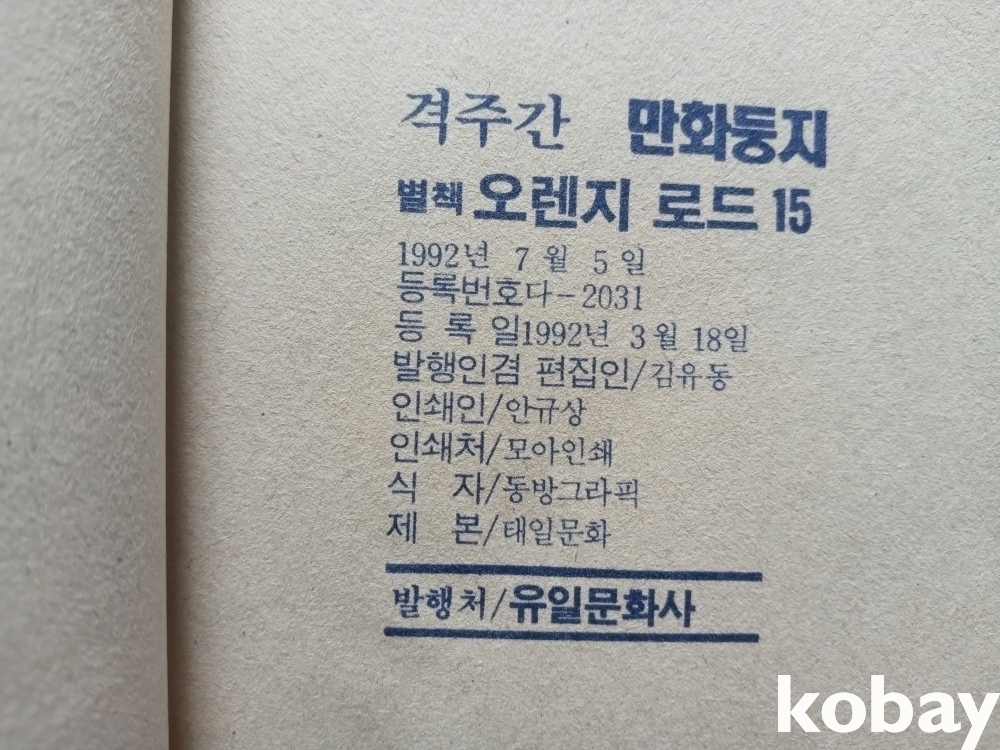 격주간 만화둥지
별책 오렌지 로드 15
1992년 7 월 5 일
등록번호다-2031
등 록 일1992년 3 월 18일
발행인겸 편집인/김유동
인쇄인/안규상
인쇄처/모아인쇄
식 자/동방그라픽
제 본/태일문화
발행처/유일문화사
kobay